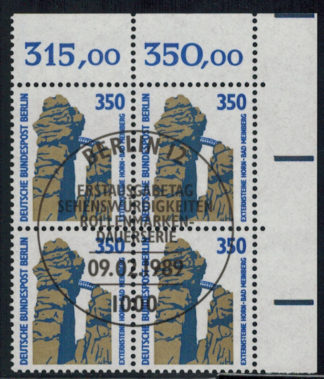 315,00 350,00
350 350
DEUTSCHE BUNDESPOST BERLIN
EXTERNSTEINE HORN-BAD MEINBERG
DEUTSCHE BUNDESPOST BERLIN
EXTERNSTEINE HORN-BAD MEINBERG
BERLIN 12
ERSTAUSGABETAG
SEHENSWÜRDIGKEITEN
ROLLENMARKEN-
DAUERSERIE
09.02.1989
1000
350 350
DEUTSCHE BUNDESPOST BERLIN
EXTERNSTEINE HORN-BAD MEINBERG
DEUTSCHE BUNDESPOST BERLIN
EXTERNSTEINE HORN-BAD MEINBERG